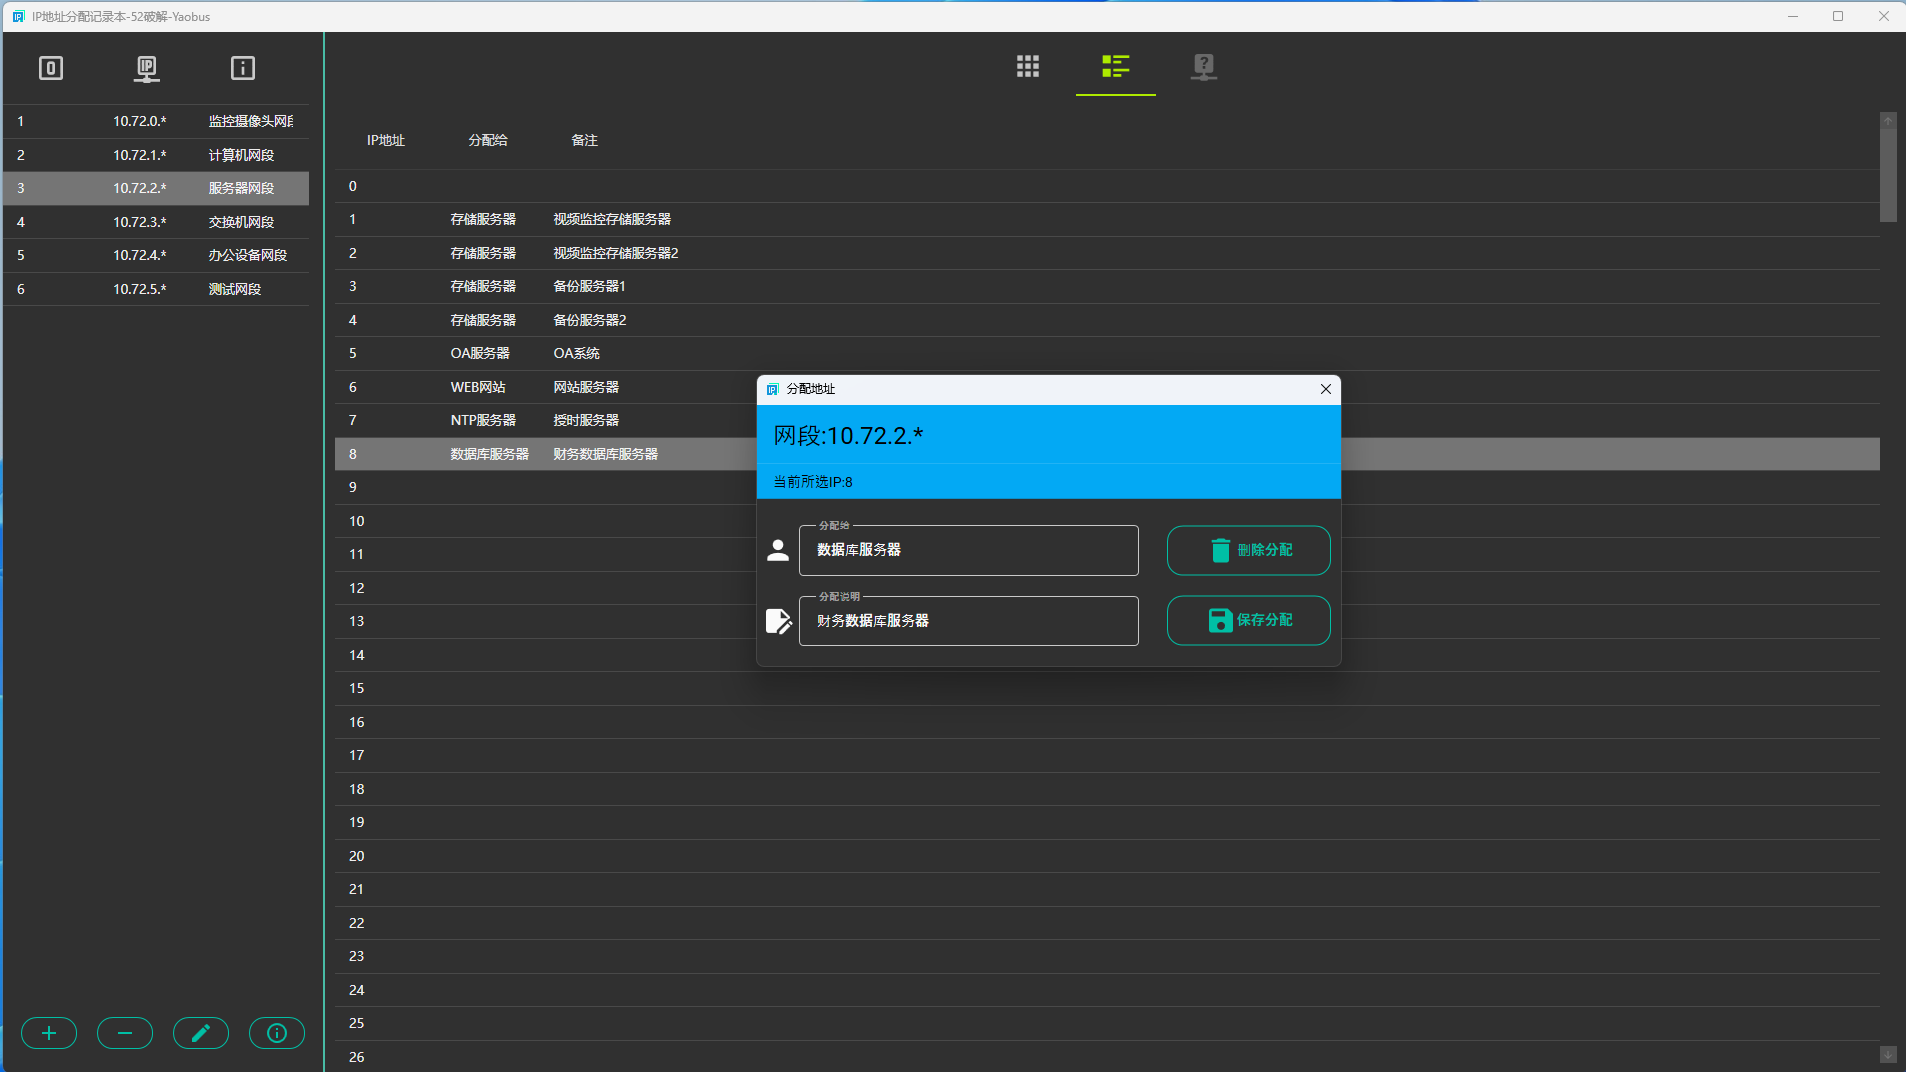 IP地址分配记录本-52破解-Yaobus
1 10.72.0.* 监控摄像头网
2 10.72.1.* 计算机网段
3 10.72.2.* 服务器网段
4 10.72.3.* 交换机网段
5 10.72.4.* 办公设备网段
6 10.72.5.* 测试网段
IP地址 分配给 备注
0
1 存储服务器 视频监控存储服务器
2 存储服务器 视频监控存储服务器2
3 存储服务器 备份服务器1
4 存储服务器 备份服务器2
5 OA服务器 OA系统
6 WEB网站 网站服务器
7 NTP服务器 授时服务器
8 数据库服务器 财务数据库服务器
9
10
11
12
13
14
15
16
17
18
19
20
21
22
23
24
25
26
分配地址
网段:10.72.2.*
当前所选IP:8
分配给
数据库服务器
删除分配
分配说明
财务数据库服务器
保存分配